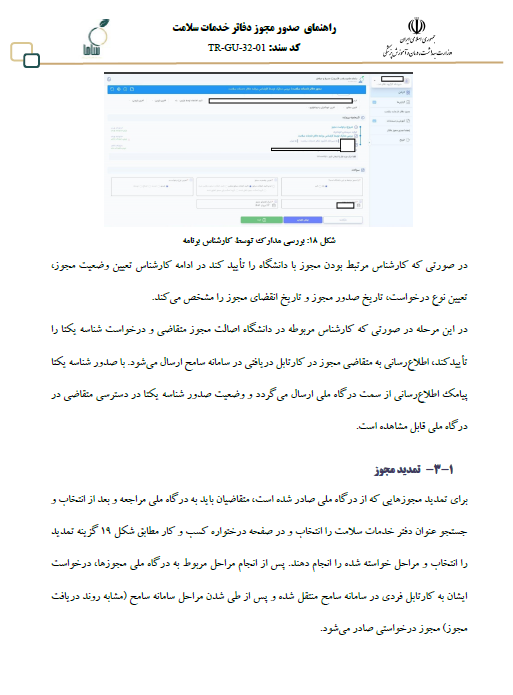 راهنمای صدور مجوز دفاتر خدمات سلامت
کد سند: TR-GU-32-01
جمهوری اسلامی ایران
وزارت بهداشت، درمان و آموزش پزشکی
شکل ۱۸: بررسی مدارک توسط کارشناس برنامه
در صورتی که کارشناس مرتبط بودن مجوز با دانشگاه را تأیید کند در ادامه کارشناس تعیین وضعیت مجوز،
تعیین نوع درخواست، تاریخ صدور مجوز و تاریخ انقضای مجوز را مشخص می‌کند.
در این مرحله در صورتی که کارشناس مربوطه در دانشگاه اصالت مجوز متقاضی و درخواست شناسه یکتا را
تأیید‌کند، اطلاع‌رسانی به متقاضی مجوز در کارتابل دریافتی در سامانه سامح ارسال می‌شود. با صدور شناسه یکتا
پیامک اطلاع‌رسانی از سمت درگاه ملی ارسال می‌گردد و وضعیت صدور شناسه یکتا در دسترسی متقاضی در
درگاه ملی قابل مشاهده است.
۱-۳- تمدید مجوز
برای تمدید مجوزهایی که از درگاه ملی صادر شده است، متقاضیان باید به درگاه ملی مراجعه و بعد از انتخاب و
جستجو عنوان دفتر خدمات سلامت را انتخاب و در صفحه درختواره کسب و کار مطابق شکل ۱۹ گزینه تمدید
را انتخاب و مراحل خواسته شده را انجام دهند. پس از انجام مراحل مربوط به درگاه ملی مجوزها، درخواست
ایشان به کارتابل فردی در سامانه سامح منتقل شده و پس از طی شدن مراحل سامانه سامح (مشابه روند دریافت
مجوز) مجوز درخواستی صادر می‌شود.